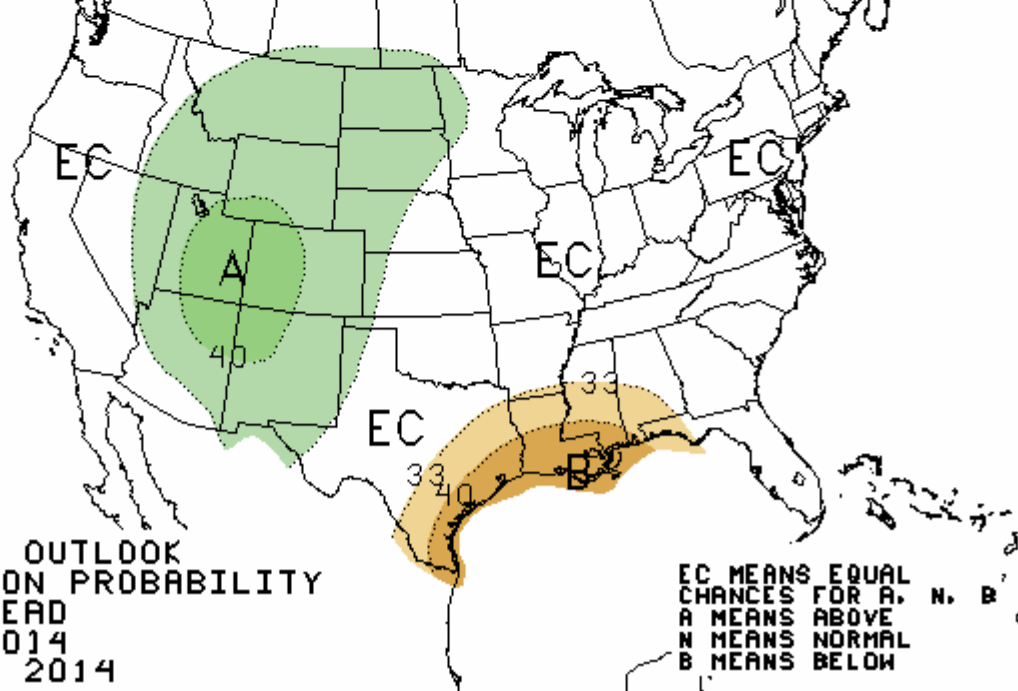 EC
EC
EC
A
40
33
EC
33
40
B
OUTLOOK
ON PROBABILITY
EAD
014
2014
EC MEANS EQUAL
CHANCES FOR A, N, B
A MEANS ABOVE
N MEANS NORMAL
B MEANS BELOW